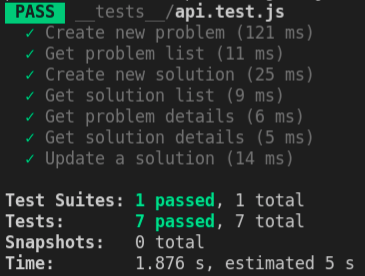 PASS __tests__/api.test.js
✓ Create new problem (121 ms)
✓ Get problem list (11 ms)
✓ Create new solution (25 ms)
✓ Get solution list (9 ms)
✓ Get problem details (6 ms)
✓ Get solution details (5 ms)
✓ Update a solution (14 ms)
Test Suites: 1 passed, 1 total
Tests: 7 passed, 7 total
Snapshots: 0 total
Time: 1.876 s, estimated 5 s